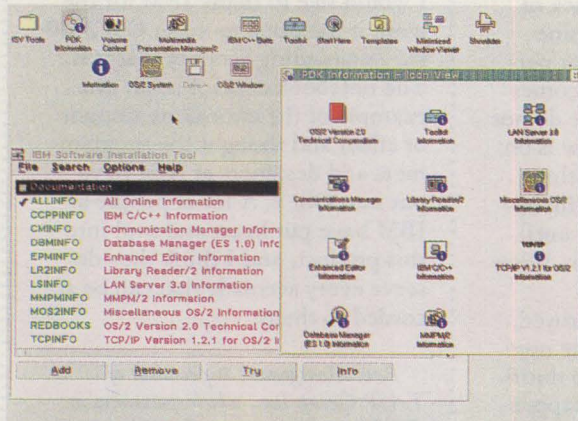 ISV Tools
PDK
Information
Volume
Control
Multimedia
Presentation Manager/2
IBM C/C++ Beta
Toolkit
Start Here
Templates
Minimized
Window Viewer
Shredder
Information
OS/2 System
Drive
OS/2 Window
IBM Software Installation Tool
File Search Options Help
Documentation
ALLINFO All Online Information
CCPPINFO IBM C/C++ Information
CMINFO Communication Manager Informa
DBMINFO Database Manager (ES 1.0) Info
EPMINFO Enhanced Editor Information
LR2INFO Library Reader/2 Information
LSINFO LAN Server 3.0 Information
MMPMINFO MMPM/2 Information
MOS2INFO Miscellaneous OS/2 Information
REDBOOKS OS/2 Version 2.0 Technical Cor
TCPINFO TCP/IP Version 1.2.1 for OS/2 I
Add Remove Try Info
PDK Information - Icon View
OS/2 Version 2.0
Technical Compendium
Toolkit
Information
LAN Server 3.0
Information
Communications Manager
Information
Library Reader/2
Information
Miscellaneous OS/2
Information
Enhanced Editor
Information
IBM C/C++
Information
TCP/IP
TCP/IP V1.2.1 for OS/2
Information
Database Manager
(ES 1.0) Information
MMPM/2
Information